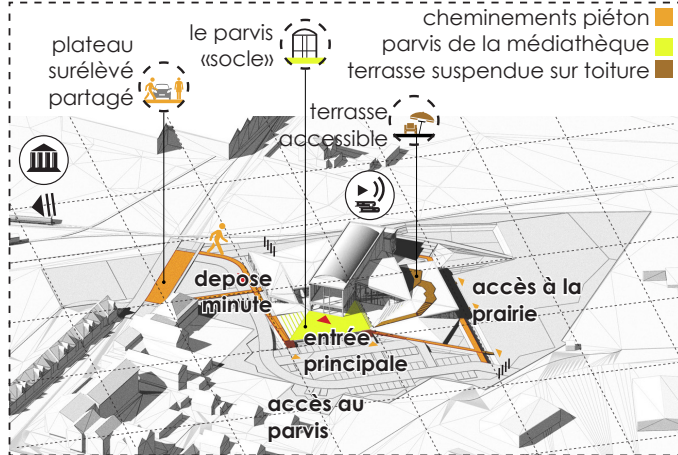 cheminements piéton
parvis de la médiathèque
terrasse suspendue sur toiture
plateau
surélèvé
partagé
le parvis
«socle»
terrasse
accessible
depose
minute
accès à la
prairie
entrée
principale
accès au
parvis